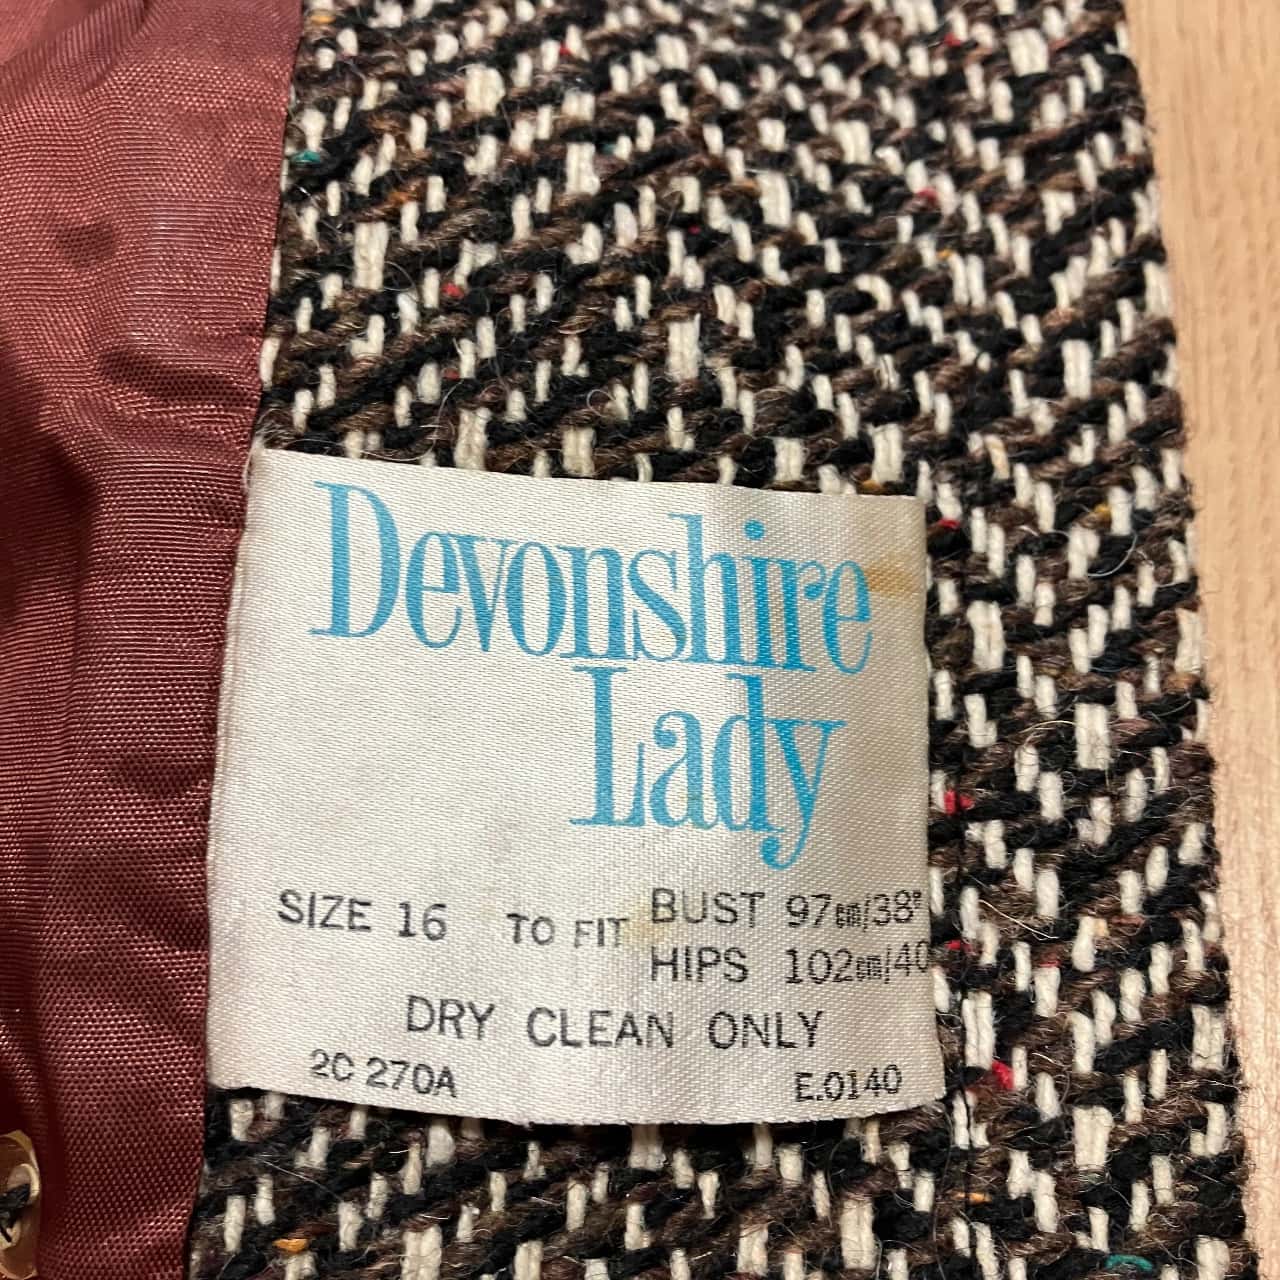 Devonshire
Lady
SIZE 16 TO FIT BUST 97cm/38"
HIPS 102cm/40
DRY CLEAN ONLY
2C 270A E.0140